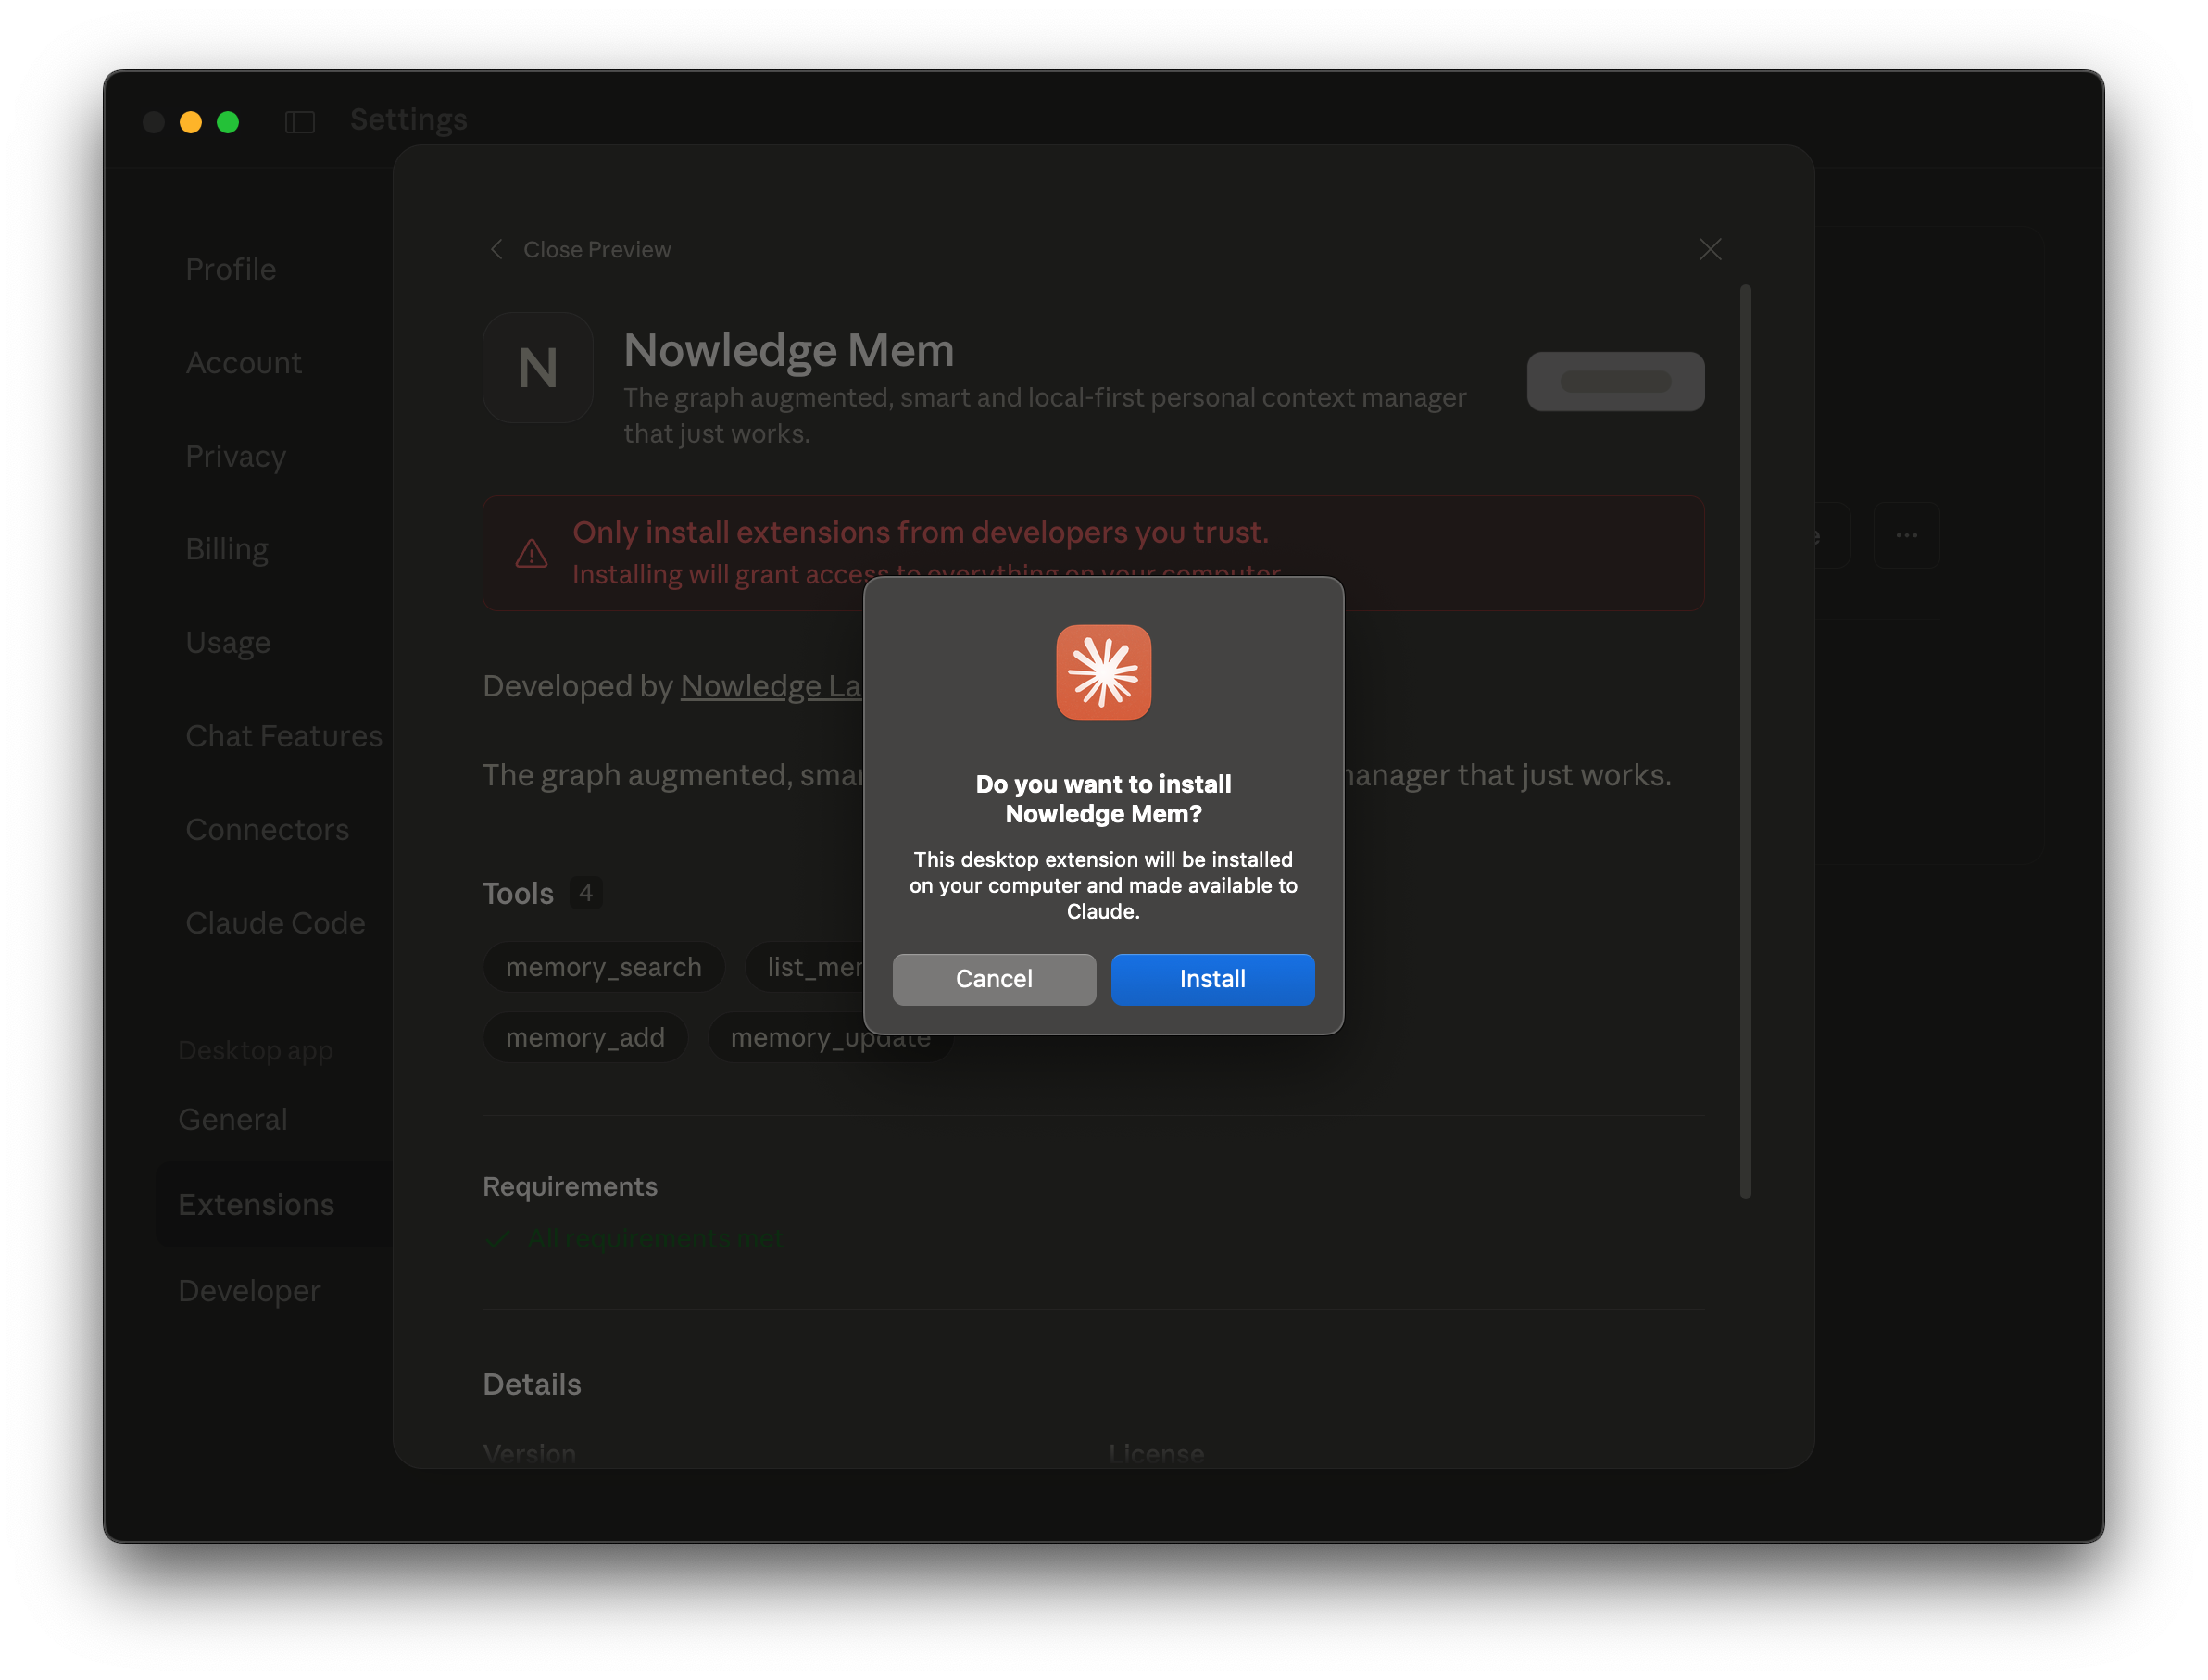 Settings
Profile
Account
Privacy
Billing
Usage
Chat Features
Connectors
Claude Code
Desktop app
General
Extensions
Developer
Close Preview
N
Nowledge Mem
The graph augmented, smart and local-first personal context manager
that just works.
Only install extensions from developers you trust.
Installing will grant access to everything on your computer.
Developed by Nowledge La
The graph augmented, smar
anager that just works.
Tools 4
memory_search
list_mer
memory_add
memory_update
Requirements
All requirements met
Details
Version
License
Do you want to install
Nowledge Mem?
This desktop extension will be installed
on your computer and made available to
Claude.
Cancel
Install